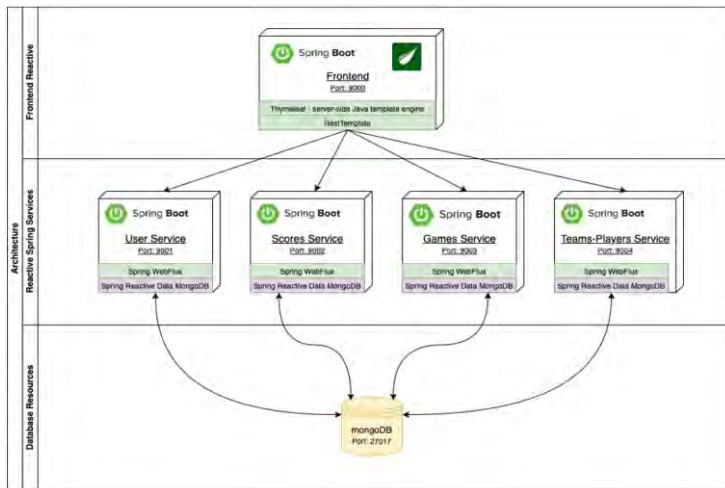 Architecture
Frontend Reactive
Spring Boot
Frontend
Port: 9000
Thymeleaf - server-side Java template engine
RestTemplate
Reactive Spring Services
Spring Boot
User Service
Port: 9001
Spring WebFlux
Spring Reactive Data MongoDB
Spring Boot
Scores Service
Port: 9002
Spring WebFlux
Spring Reactive Data MongoDB
Spring Boot
Games Service
Port: 9003
Spring WebFlux
Spring Reactive Data MongoDB
Spring Boot
Teams-Players Service
Port: 9004
Spring WebFlux
Spring Reactive Data MongoDB
Database Resources
mongoDB
Port: 27017